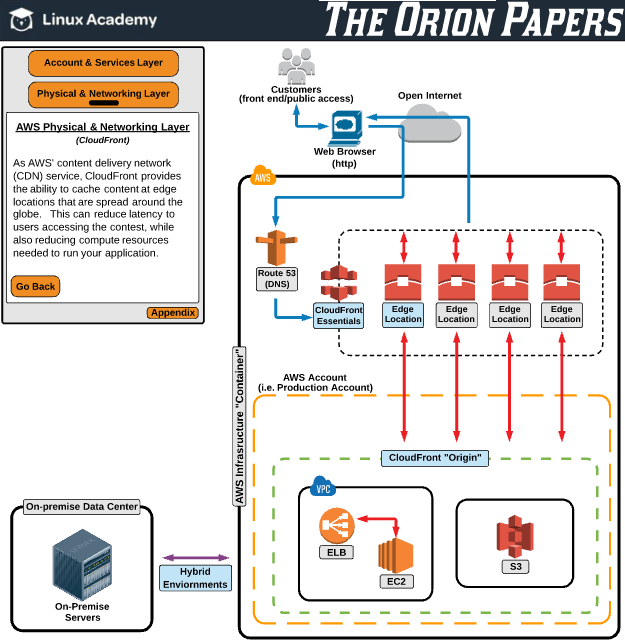 Linux Academy
THE ORION PAPERS
Account & Services Layer
Physical & Networking Layer
AWS Physical & Networking Layer
(CloudFront)
As AWS' content delivery network
(CDN) service, CloudFront provides
the ability to cache content at edge
locations that are spread around the
globe. This can reduce latency to
users accessing the contest, while
also reducing compute resources
needed to run your application.
Go Back
Appendix
Customers
(front end/public access)
Open Internet
Web Browser
(http)
AWS
Route 53
(DNS)
CloudFront
Essentials
Edge
Location
Edge
Location
Edge
Location
Edge
Location
AWS Infrasructure "Container"
AWS Account
(i.e. Production Account)
CloudFront "Origin"
VPC
ELB
EC2
S3
On-premise Data Center
On-Premise
Servers
Hybrid
Enviornments